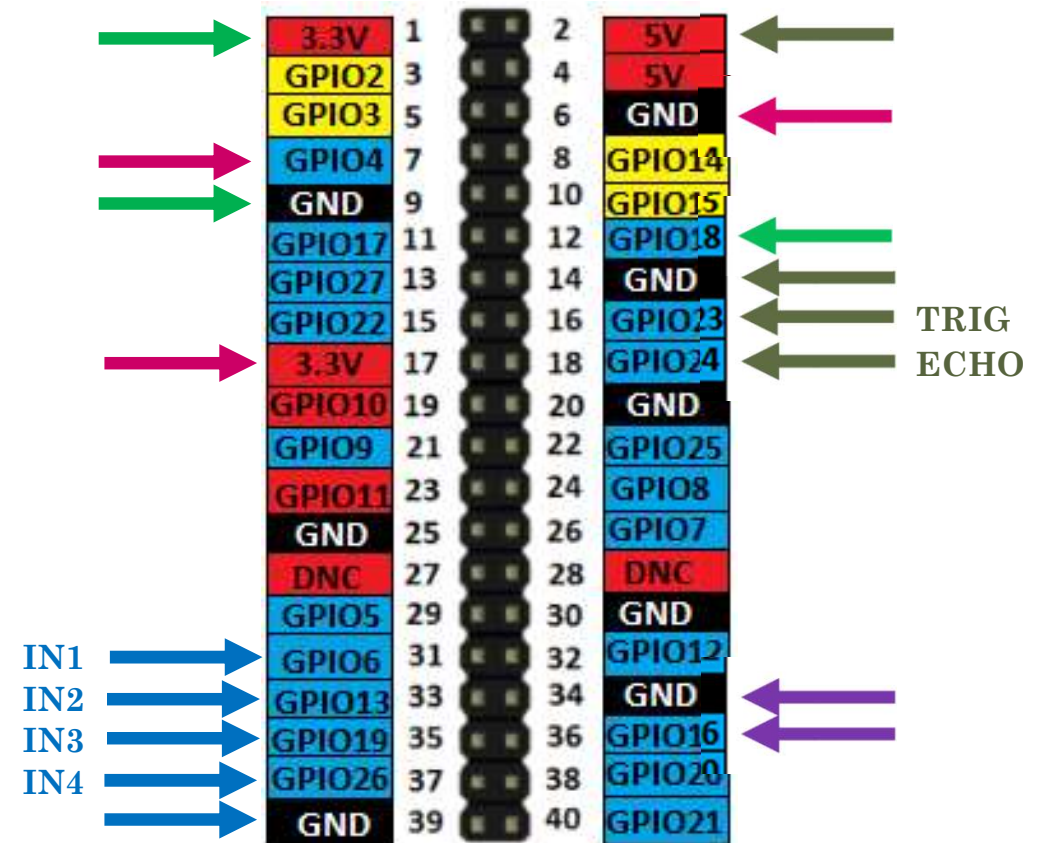 3.3V 1 2 5V
GPIO2 3 4 5V
GPIO3 5 6 GND
GPIO4 7 8 GPIO14
GND 9 10 GPIO15
GPIO17 11 12 GPIO18
GPIO27 13 14 GND
GPIO22 15 16 GPIO23 TRIG
3.3V 17 18 GPIO24 ECHO
GPIO10 19 20 GND
GPIO9 21 22 GPIO25
GPIO11 23 24 GPIO8
GND 25 26 GPIO7
DNC 27 28 DNC
GPIO5 29 30 GND
IN1 GPIO6 31 32 GPIO12
IN2 GPIO13 33 34 GND
IN3 GPIO19 35 36 GPIO16
IN4 GPIO26 37 38 GPIO20
GND 39 40 GPIO21